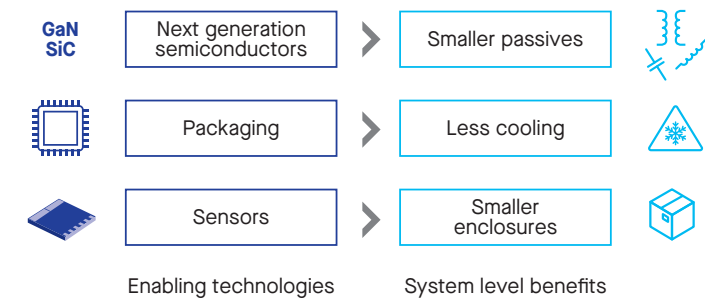 GaN
SiC
Next generation
semiconductors
Smaller passives
Packaging
Less cooling
Sensors
Smaller
enclosures
Enabling technologies
System level benefits